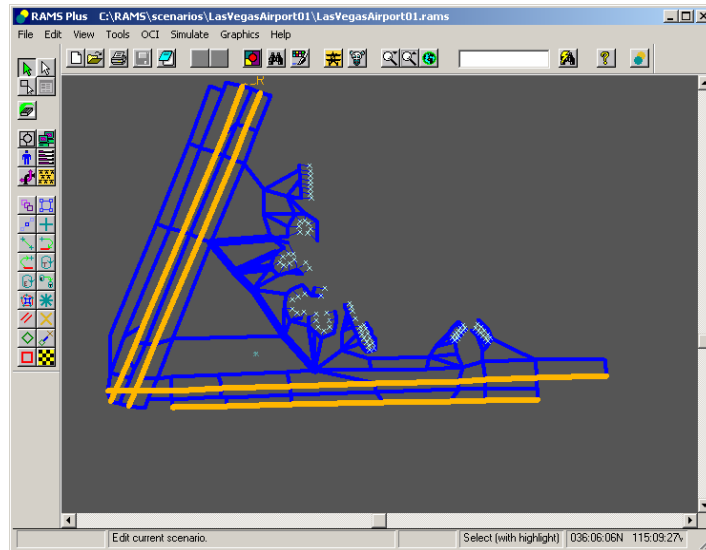 RAMS Plus C:\RAMS\scenarios\LasVegasAirport01\LasVegasAirport01.rams
File Edit View Tools OCI Simulate Graphics Help
R
Edit current scenario.
Select (with highlight)
036:06:06N 115:09:27